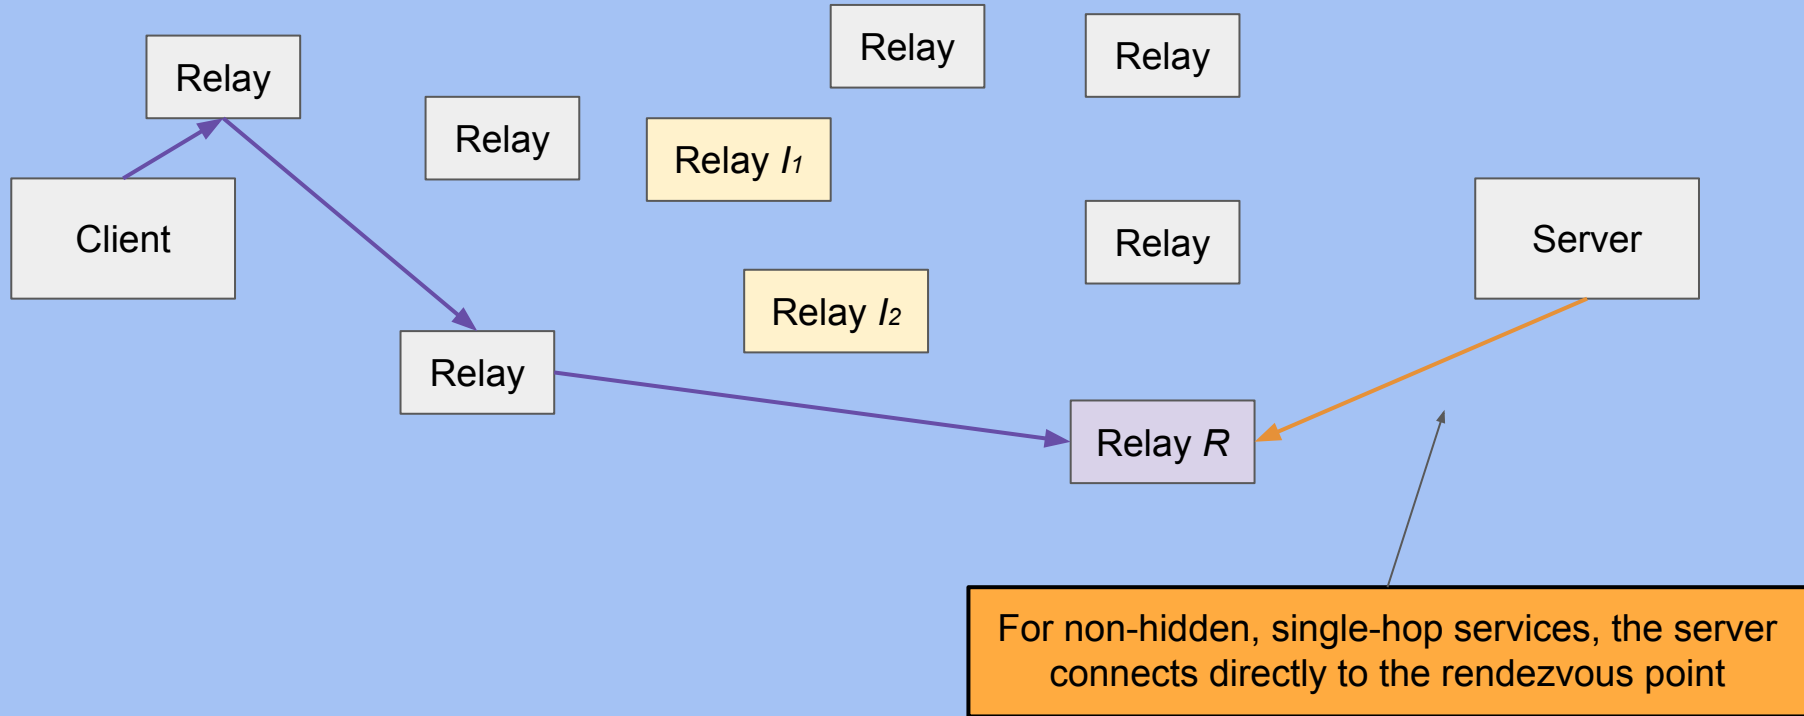 Relay
Relay
Relay
Relay
Relay I1
Client
Relay
Server
Relay I2
Relay
Relay R
For non-hidden, single-hop services, the server
connects directly to the rendezvous point